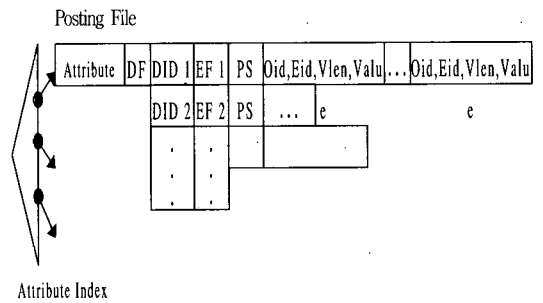 Posting File
Attribute DF DID 1 EF 1 PS Oid,Eid,Vlen,Valu ... Oid,Eid,Vlen,Valu
DID 2 EF 2 PS ... e e
. .
. .
. .
Attribute Index